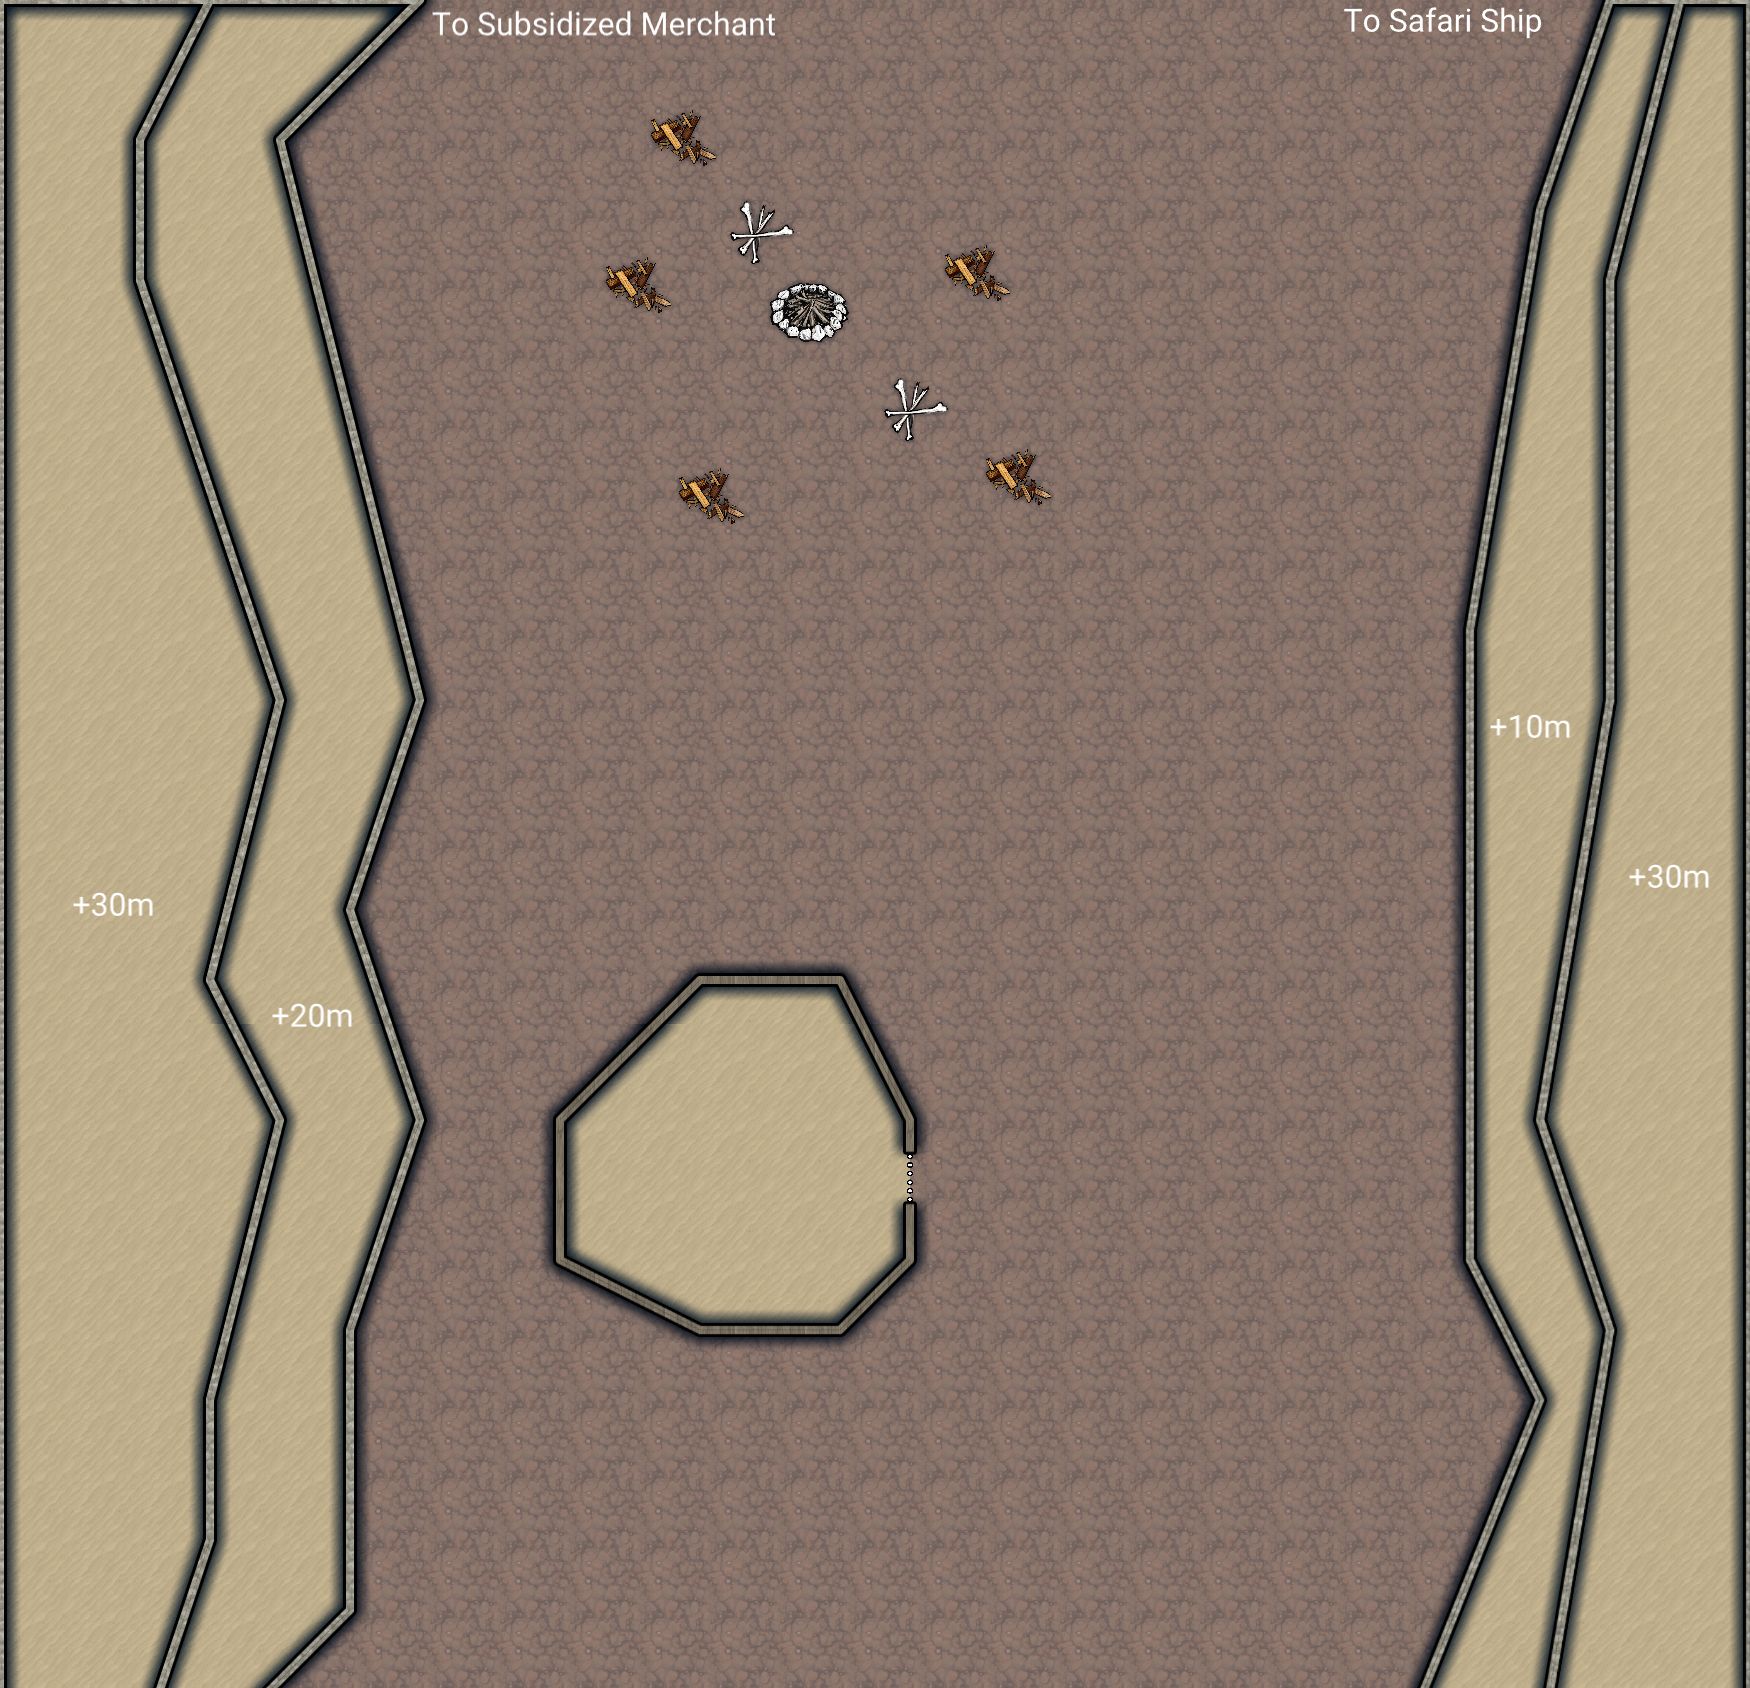 To Subsidized Merchant
To Safari Ship
+10m
+30m
+30m
+20m